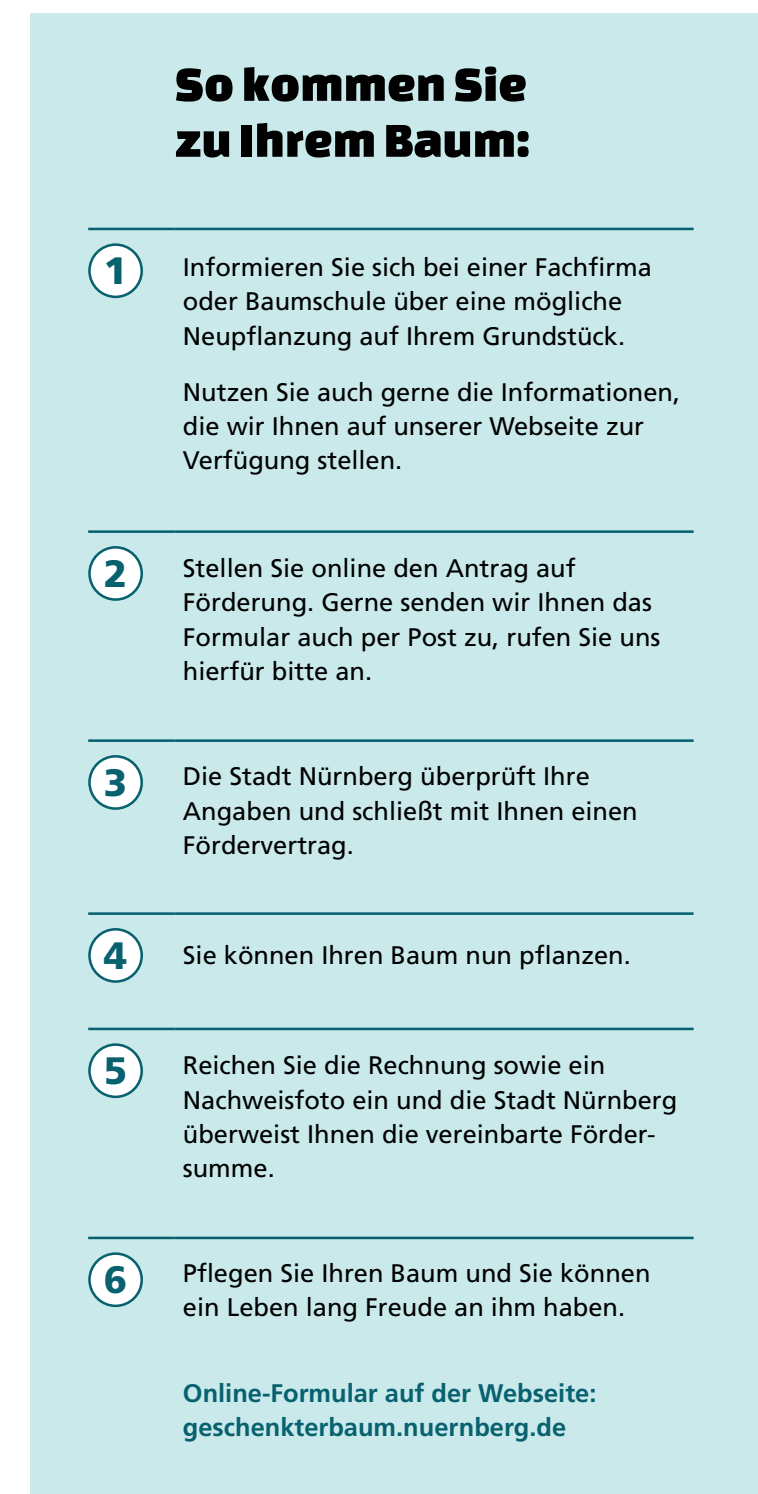 So kommen Sie
zu Ihrem Baum:
1
Informieren Sie sich bei einer Fachfirma
oder Baumschule über eine mögliche
Neupflanzung auf Ihrem Grundstück.
Nutzen Sie auch gerne die Informationen,
die wir Ihnen auf unserer Webseite zur
Verfügung stellen.
2
Stellen Sie online den Antrag auf
Förderung. Gerne senden wir Ihnen das
Formular auch per Post zu, rufen Sie uns
hierfür bitte an.
3
Die Stadt Nürnberg überprüft Ihre
Angaben und schließt mit Ihnen einen
Fördervertrag.
4
Sie können Ihren Baum nun pflanzen.
5
Reichen Sie die Rechnung sowie ein
Nachweisfoto ein und die Stadt Nürnberg
überweist Ihnen die vereinbarte Förder-
summe.
6
Pflegen Sie Ihren Baum und Sie können
ein Leben lang Freude an ihm haben.
Online-Formular auf der Webseite:
geschenkterbaum.nuernberg.de